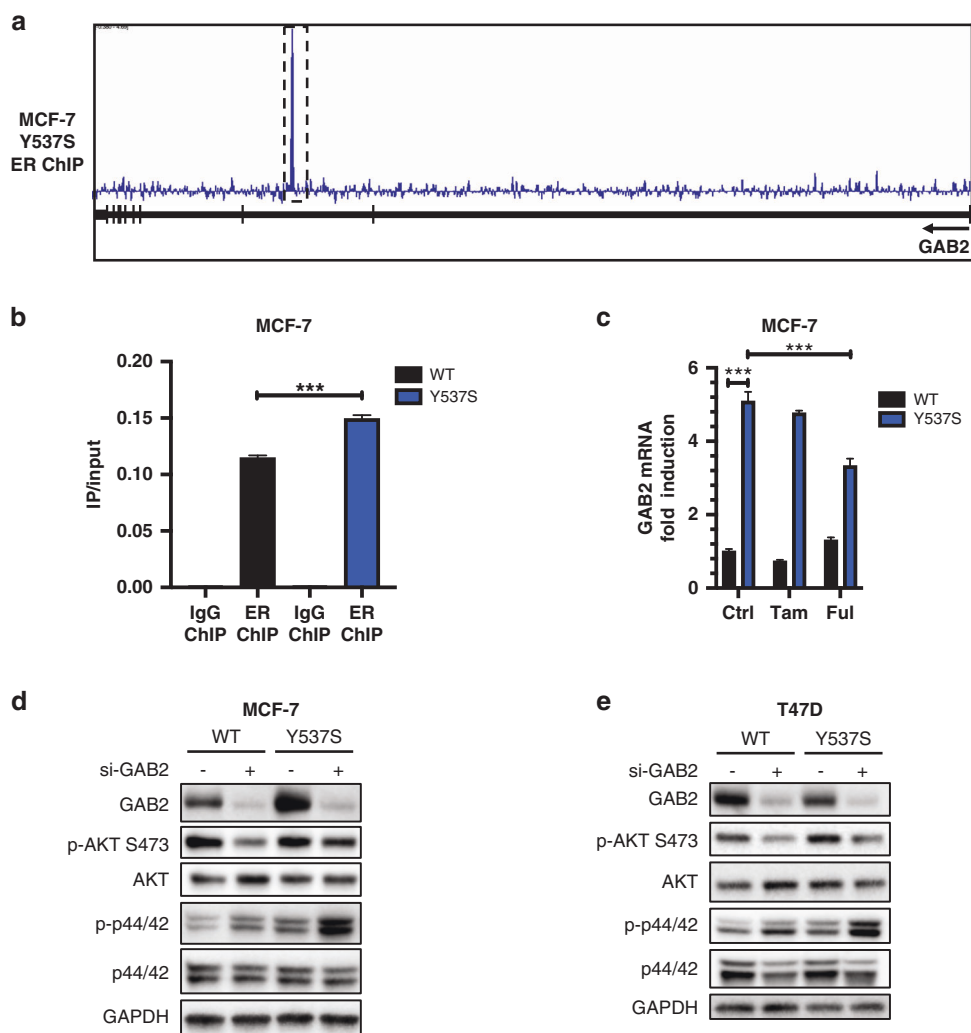 a
MCF-7
Y537S
ER ChIP
GAB2
b
MCF-7
0.20
0.15
0.10
0.05
0.00
IP/input
***
WT
Y537S
IgG ChIP
ER ChIP
IgG ChIP
ER ChIP
c
MCF-7
***
***
6
4
2
0
GAB2 mRNA
fold induction
WT
Y537S
Ctrl Tam Ful
d
MCF-7
WT Y537S
si-GAB2 - + - +
GAB2
p-AKT S473
AKT
p-p44/42
p44/42
GAPDH
e
T47D
WT Y537S
si-GAB2 - + - +
GAB2
p-AKT S473
AKT
p-p44/42
p44/42
GAPDH